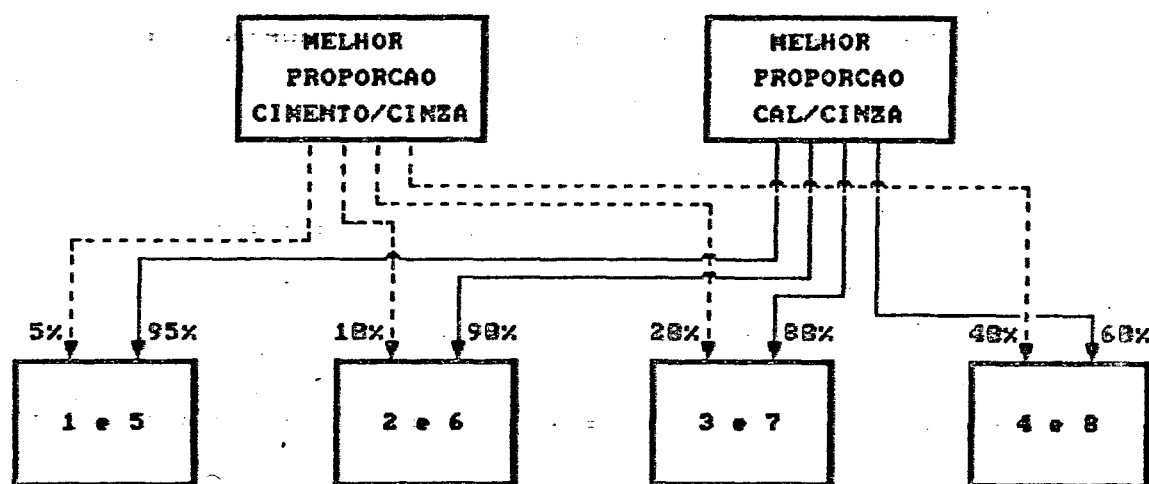 MELHOR
PROPORCAO
CIMENTO/CINZA
MELHOR
PROPORCAO
CAL/CINZA
5% 95% 10% 90% 20% 80% 40% 60%
1 e 5 2 e 6 3 e 7 4 e 8